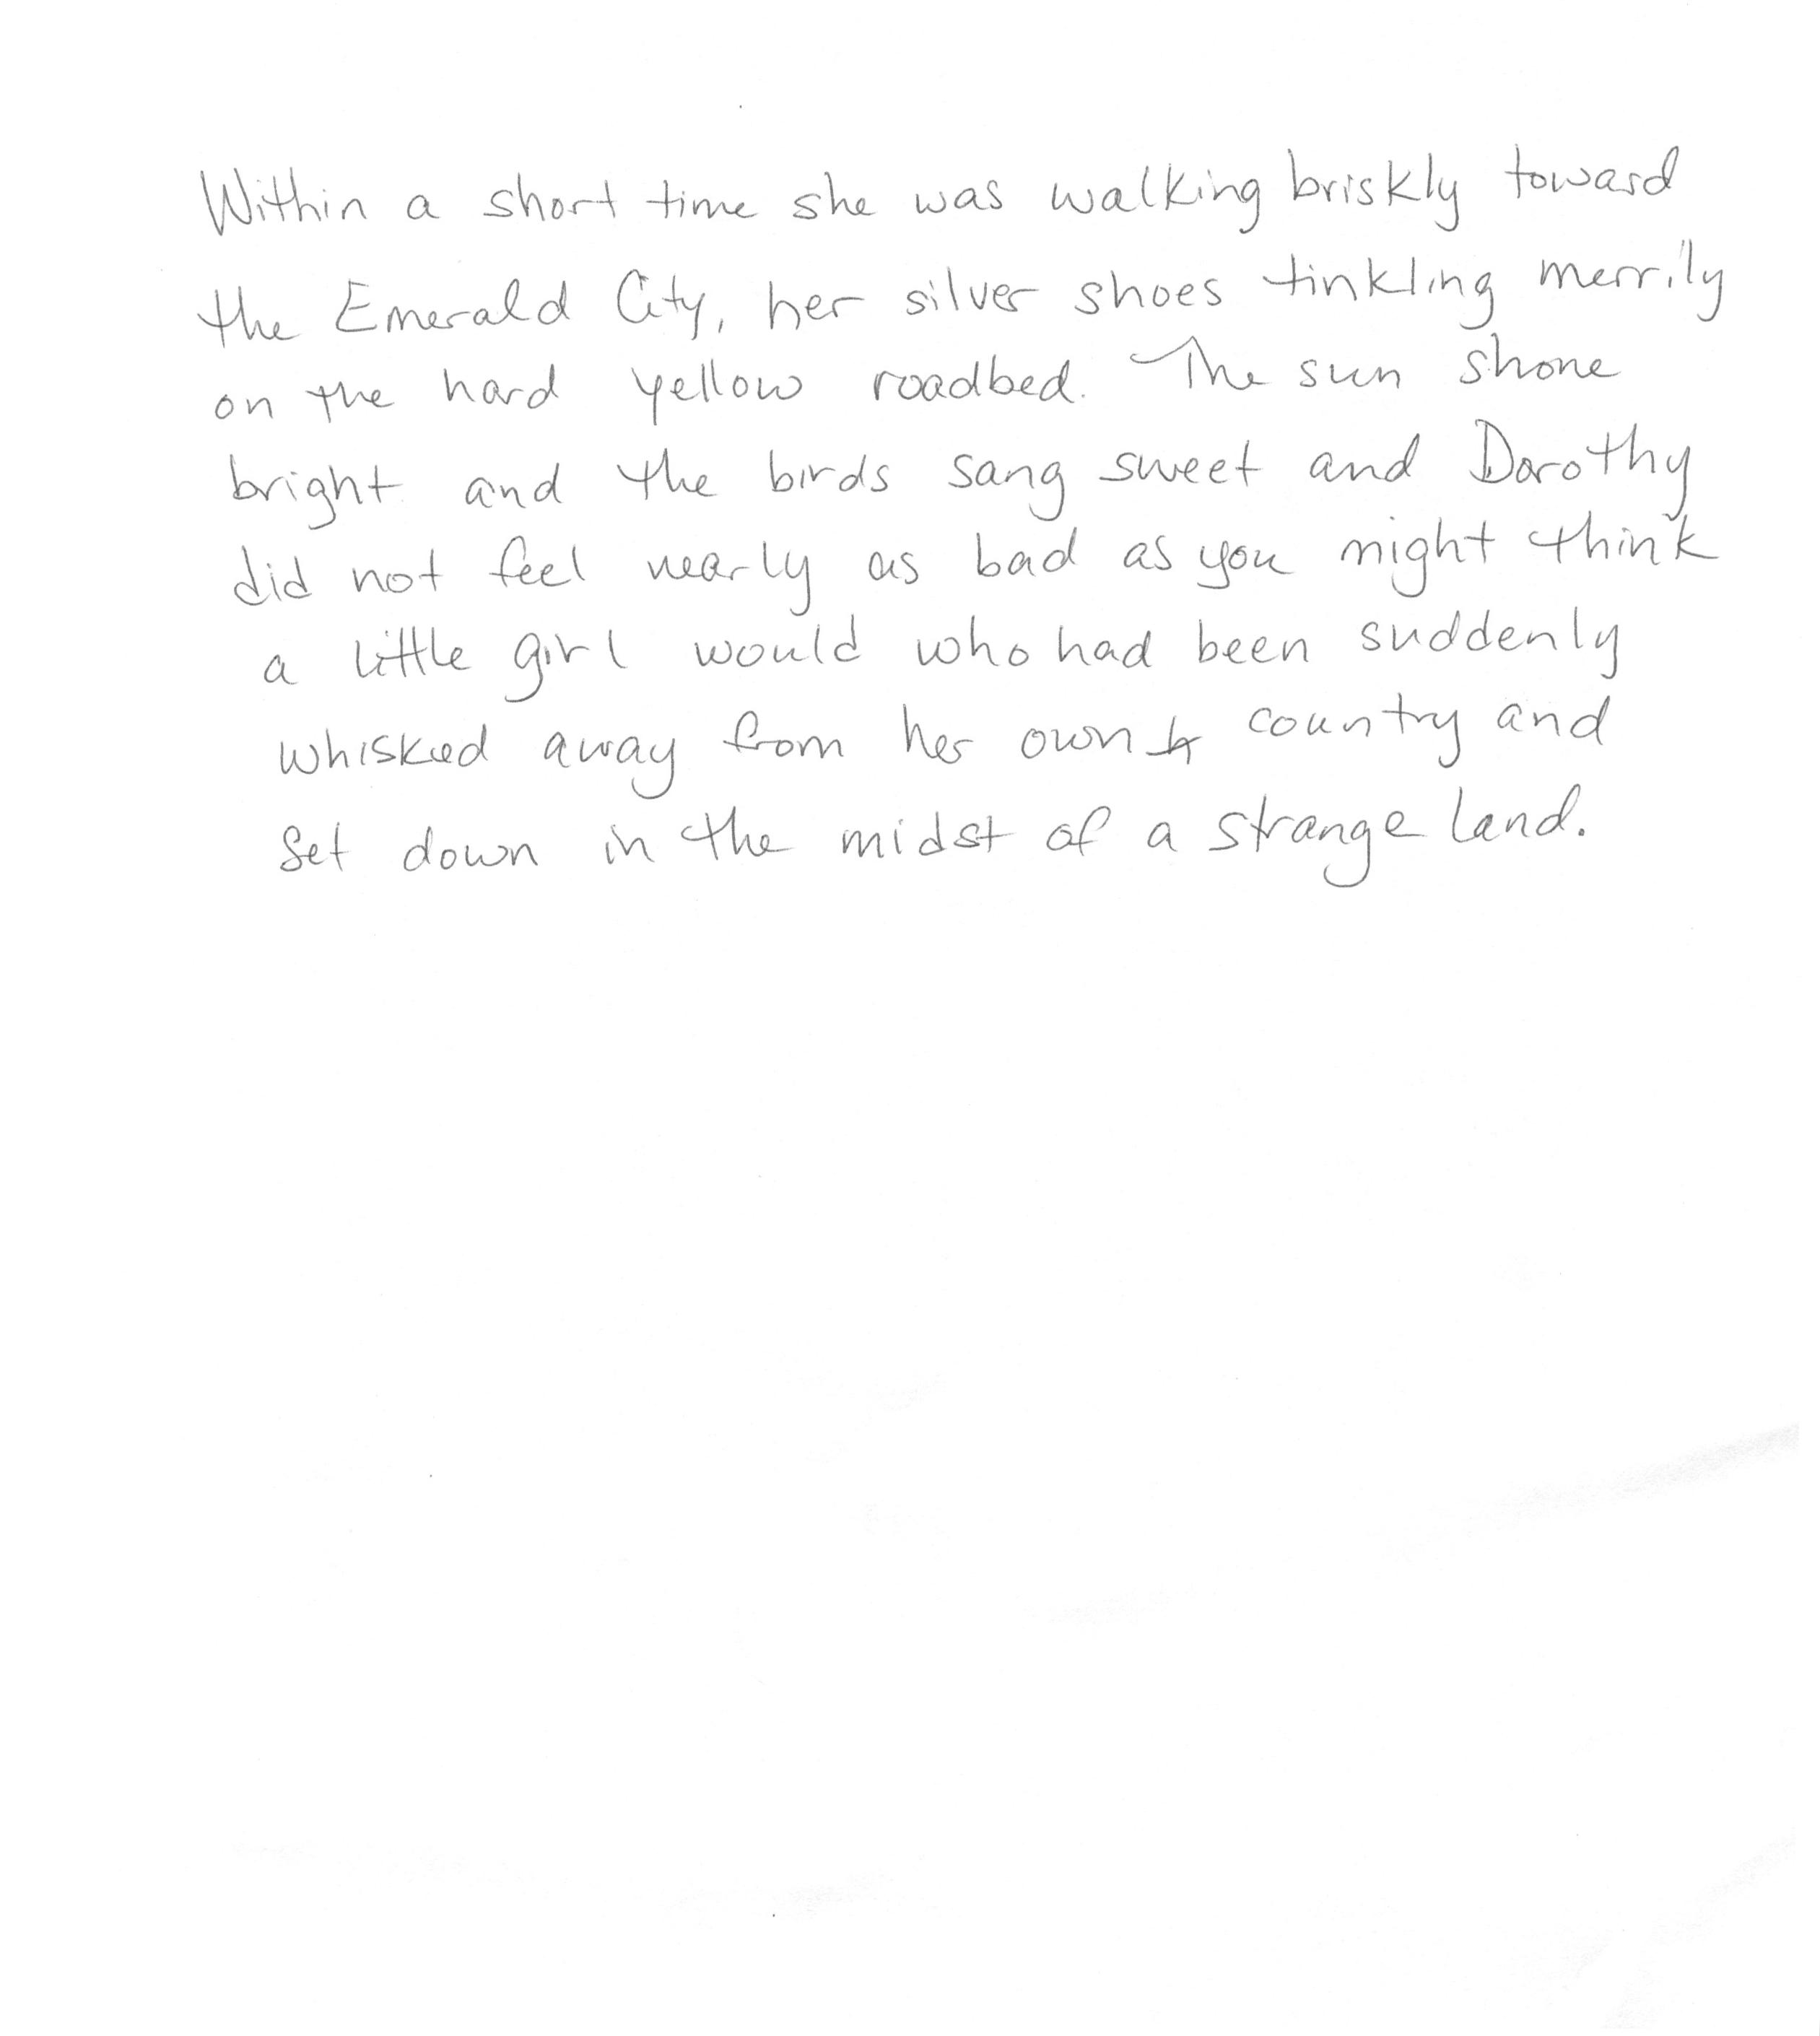 Within a short time she was walking briskly toward
the Emerald City, her silver shoes tinkling merrily
on the hard yellow roadbed. The sun shone
bright and the birds sang sweet and Dorothy
did not feel nearly as bad as you might think
a little girl would who had been suddenly
whisked away from her own country and
set down in the midst of a strange land.